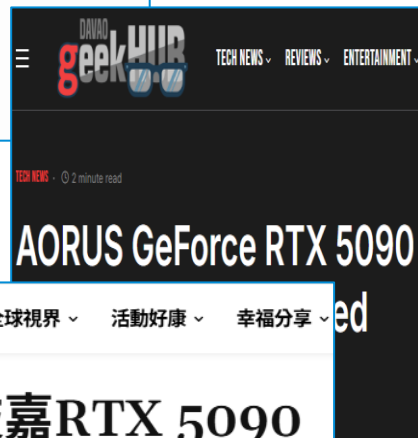 DAVAO
geekHUB
TECH NEWS REVIEWS ENTERTAINMENT
TECH NEWS - 2 minute read
AORUS GeForce RTX 5090
ed
全球視界 活動好康 幸福分享
技嘉RTX 5090